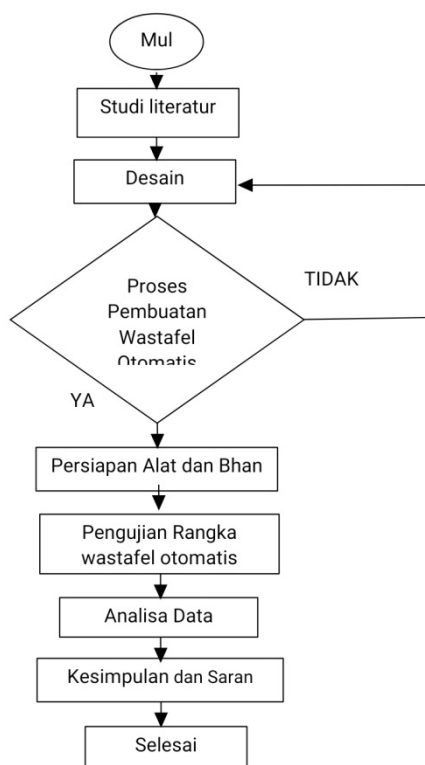 Mul
Studi literatur
Desain
Proses
Pembuatan
Wastafel
Otomatis
TIDAK
YA
Persiapan Alat dan Bhan
Pengujian Rangka
wastafel otomatis
Analisa Data
Kesimpulan dan Saran
Selesai